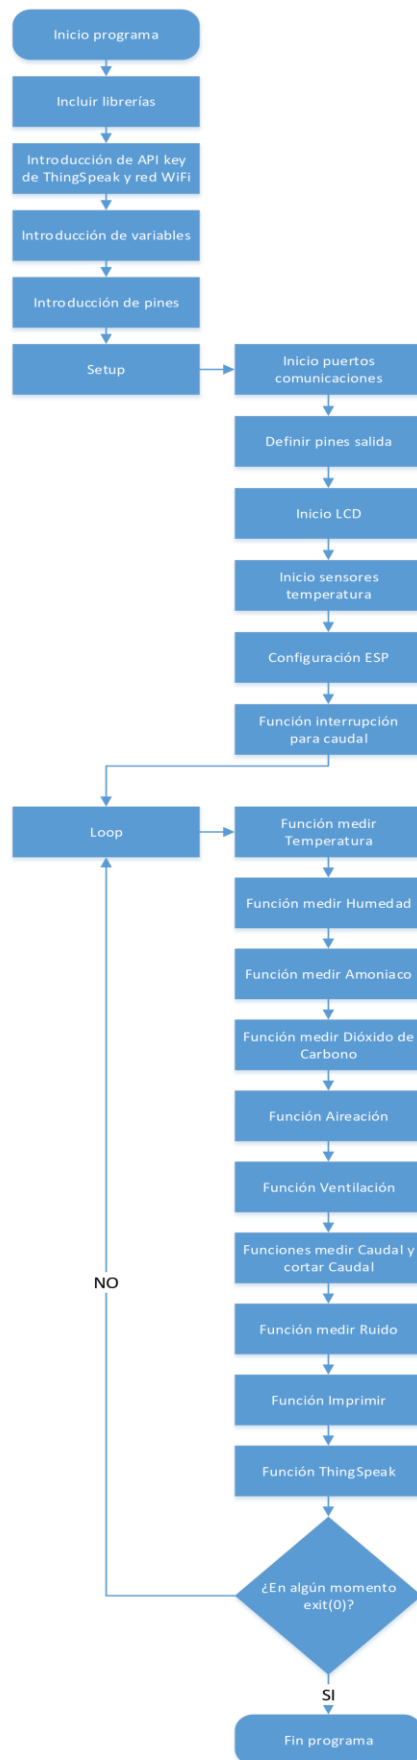 Inicio programa
Incluir librerías
Introducción de API key
de ThingSpeak y red WiFi
Introducción de variables
Introducción de pines
Setup
Inicio puertos
comunicaciones
Definir pines salida
Inicio LCD
Inicio sensores
temperatura
Configuración ESP
Función interrupción
para caudal
Loop
Función medir
Temperatura
Función medir Humedad
Función medir Amoniaco
Función medir Dióxido de
Carbono
Función Aireación
Función Ventilación
Funciones medir Caudal y
cortar Caudal
NO
Función medir Ruido
Función Imprimir
Función ThingSpeak
¿En algún momento
exit(0)?
SI
Fin programa